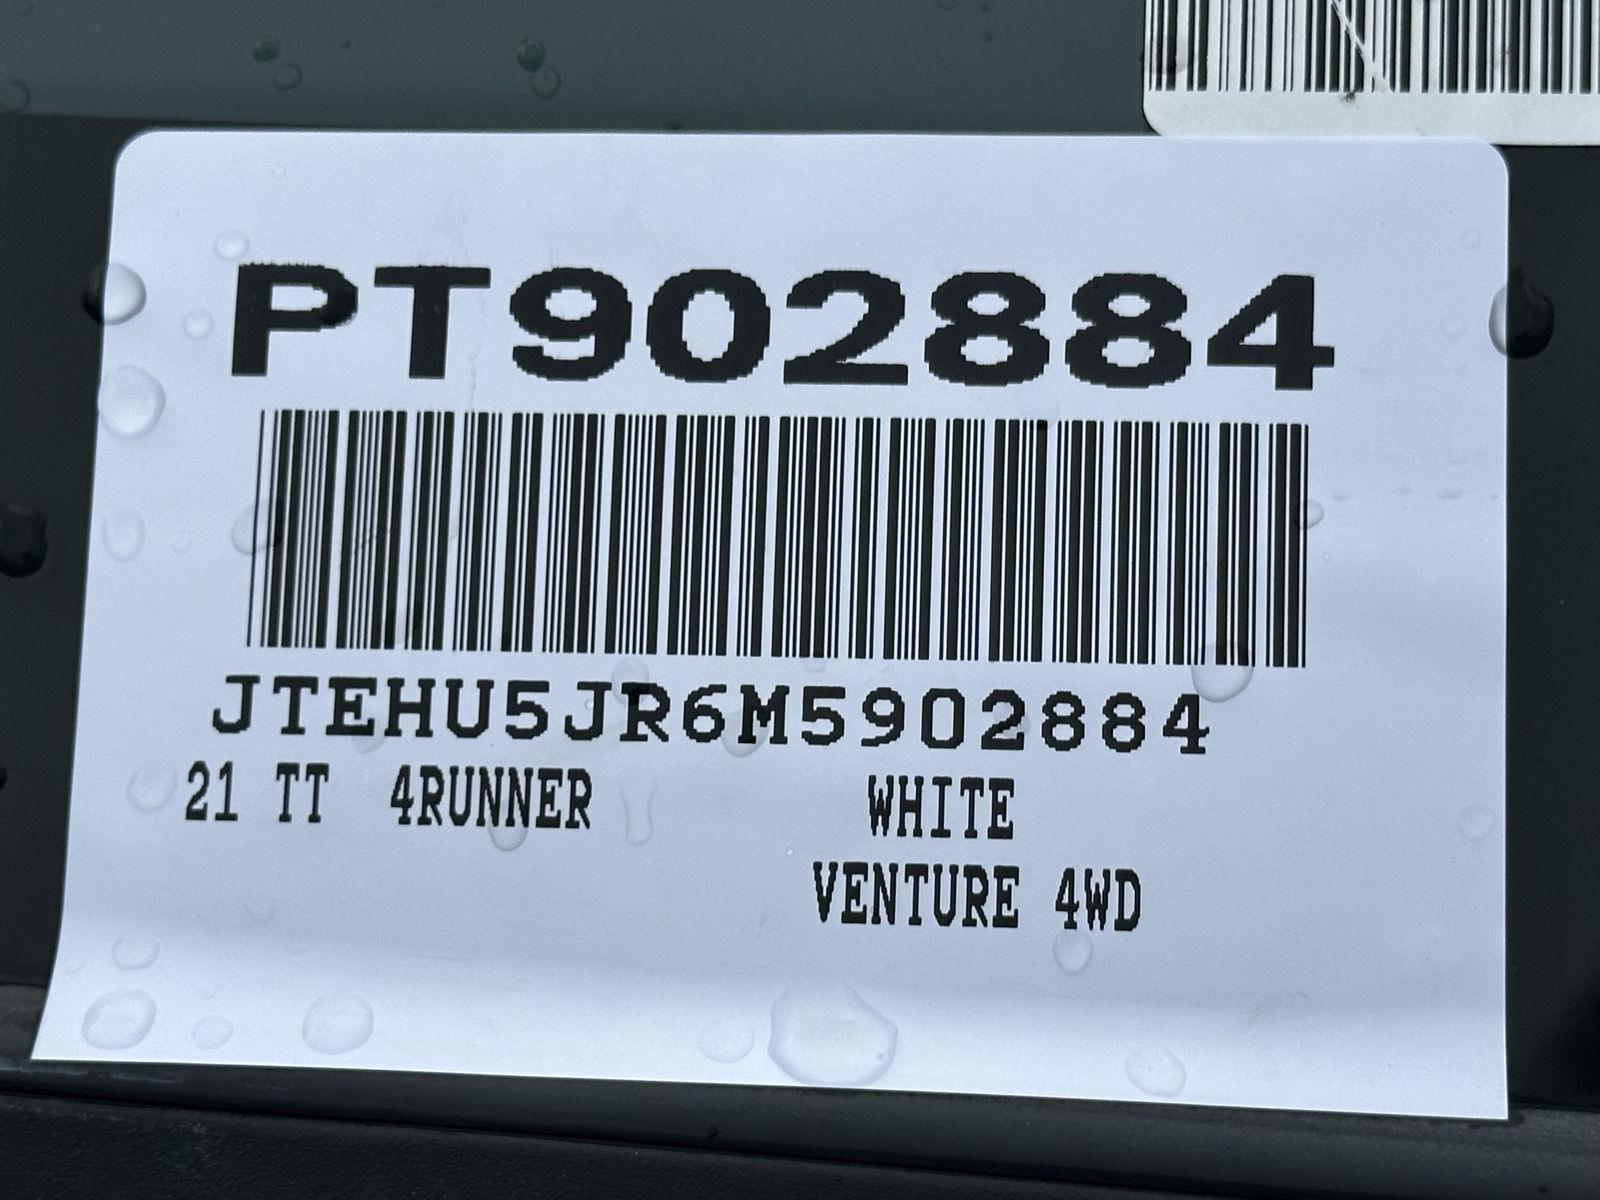 PT902884
JTEHU5JR6M5902884
21 TT 4RUNNER WHITE
VENTURE 4WD